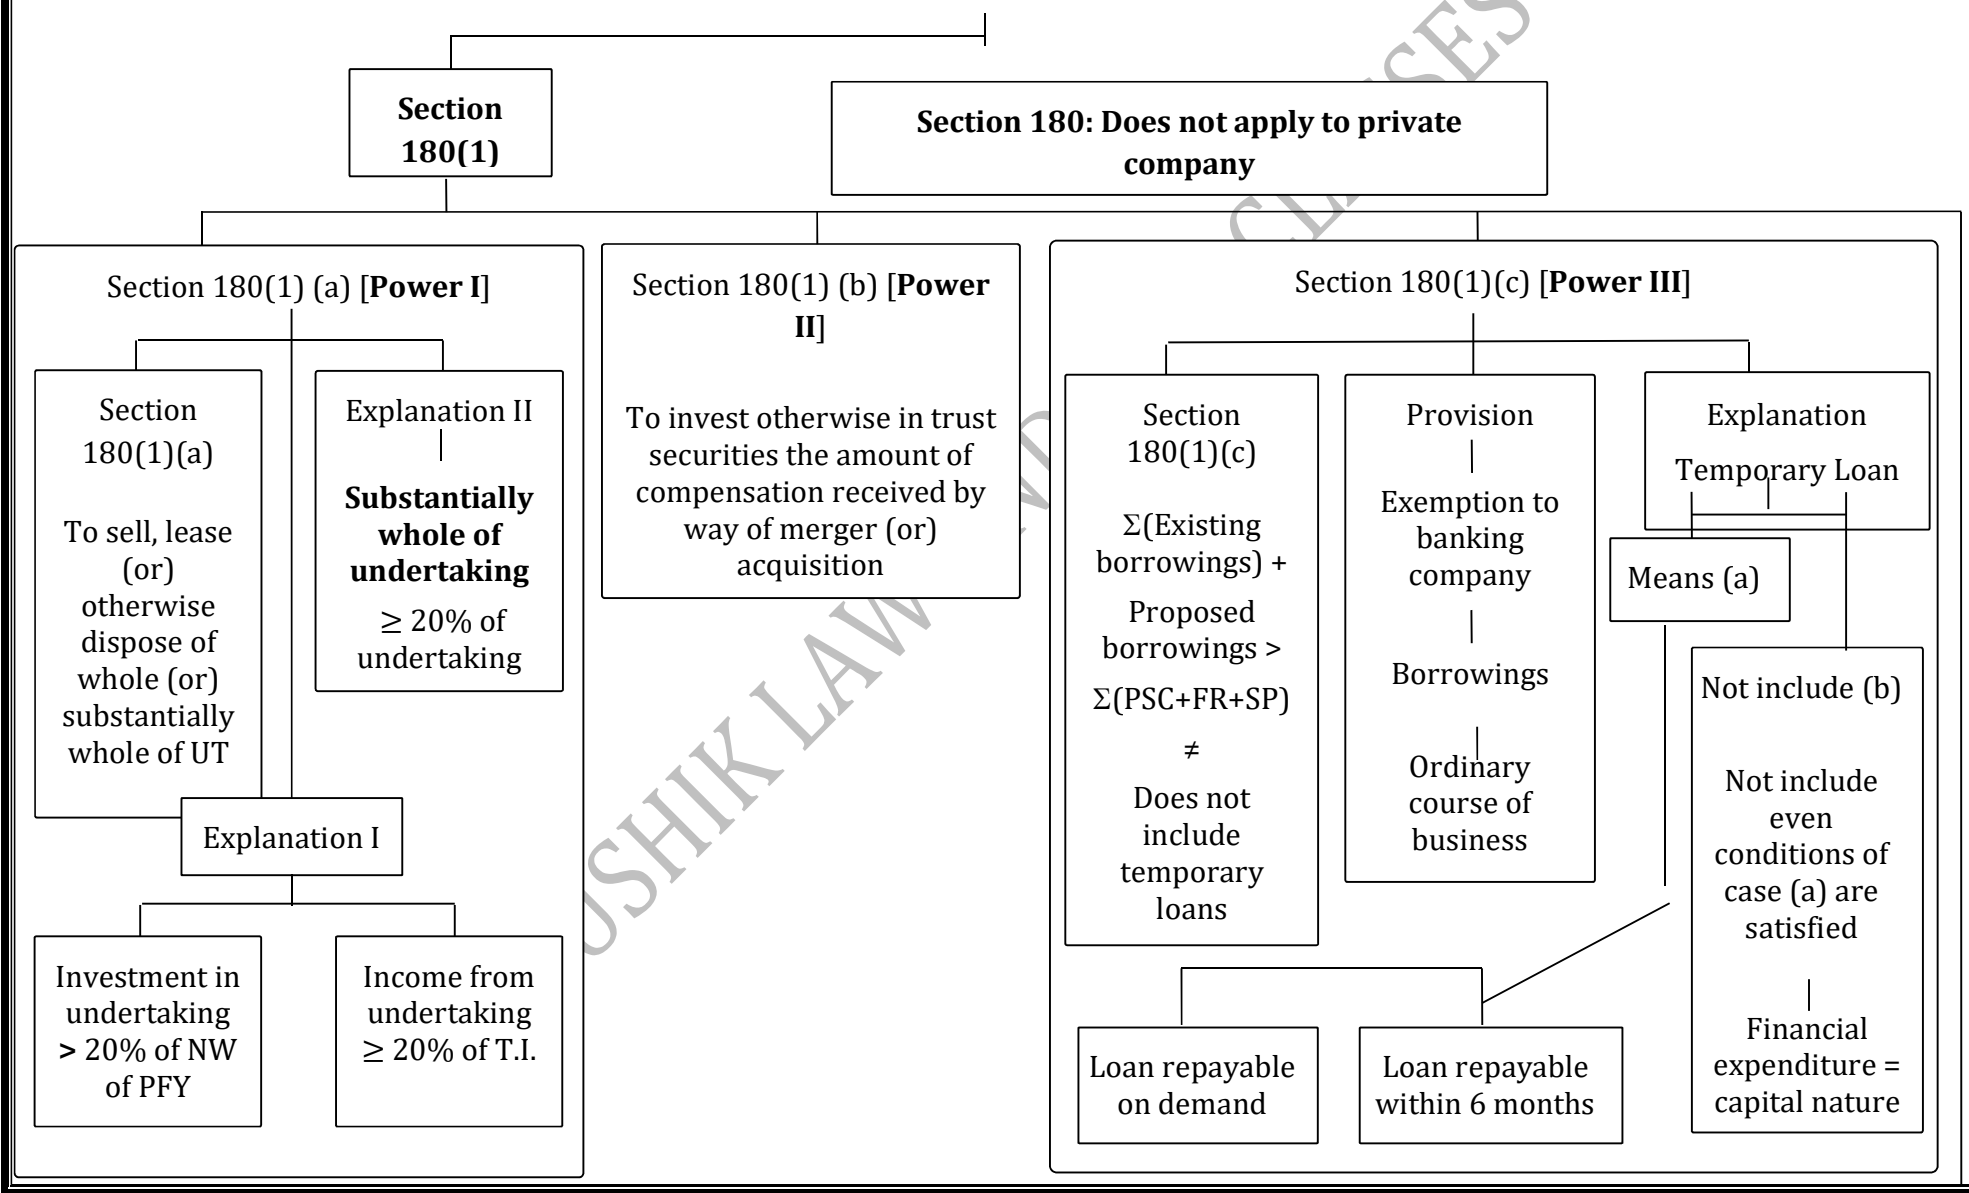 Section
180(1)
Section 180: Does not apply to private
company
Section 180(1) (a) [Power I]
Section
180(1)(a)
To sell, lease
(or)
otherwise
dispose of
whole (or)
substantially
whole of UT
Explanation II
Substantially
whole of
undertaking
≥ 20% of
undertaking
Explanation I
Investment in
undertaking
> 20% of NW
of PFY
Income from
undertaking
≥ 20% of T.I.
Section 180(1) (b) [Power
II]
To invest otherwise in trust
securities the amount of
compensation received by
way of merger (or)
acquisition
Section 180(1)(c) [Power III]
Section
180(1)(c)
Σ(Existing
borrowings) +
Proposed
borrowings >
Σ(PSC+FR+SP)
≠
Does not
include
temporary
loans
Provision
Exemption to
banking
company
Borrowings
Ordinary
course of
business
Explanation
Temporary Loan
Means (a)
Not include (b)
Not include
even
conditions of
case (a) are
satisfied
Financial
expenditure =
capital nature
Loan repayable
on demand
Loan repayable
within 6 months